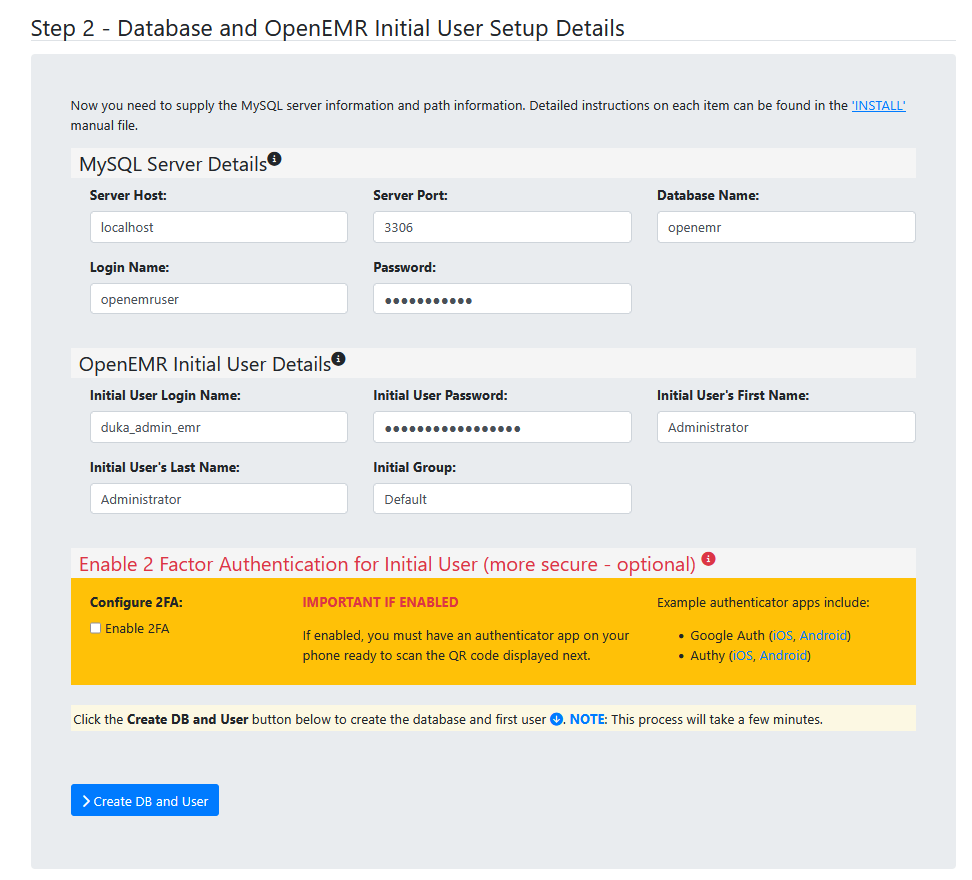 Step 2 - Database and OpenEMR Initial User Setup Details
Now you need to supply the MySQL server information and path information. Detailed instructions on each item can be found in the 'INSTALL'
manual file.
MySQL Server Details
Server Host: Server Port: Database Name:
localhost 3306 openemr
Login Name: Password:
openemruser •••••••••••
OpenEMR Initial User Details
Initial User Login Name: Initial User Password: Initial User's First Name:
duka_admin_emr ••••••••••••••••• Administrator
Initial User's Last Name: Initial Group:
Administrator Default
Enable 2 Factor Authentication for Initial User (more secure - optional)
Configure 2FA: IMPORTANT IF ENABLED Example authenticator apps include:
Enable 2FA If enabled, you must have an authenticator app on your • Google Auth (iOS, Android)
phone ready to scan the QR code displayed next. • Authy (iOS, Android)
Click the Create DB and User button below to create the database and first user . NOTE: This process will take a few minutes.
Create DB and User